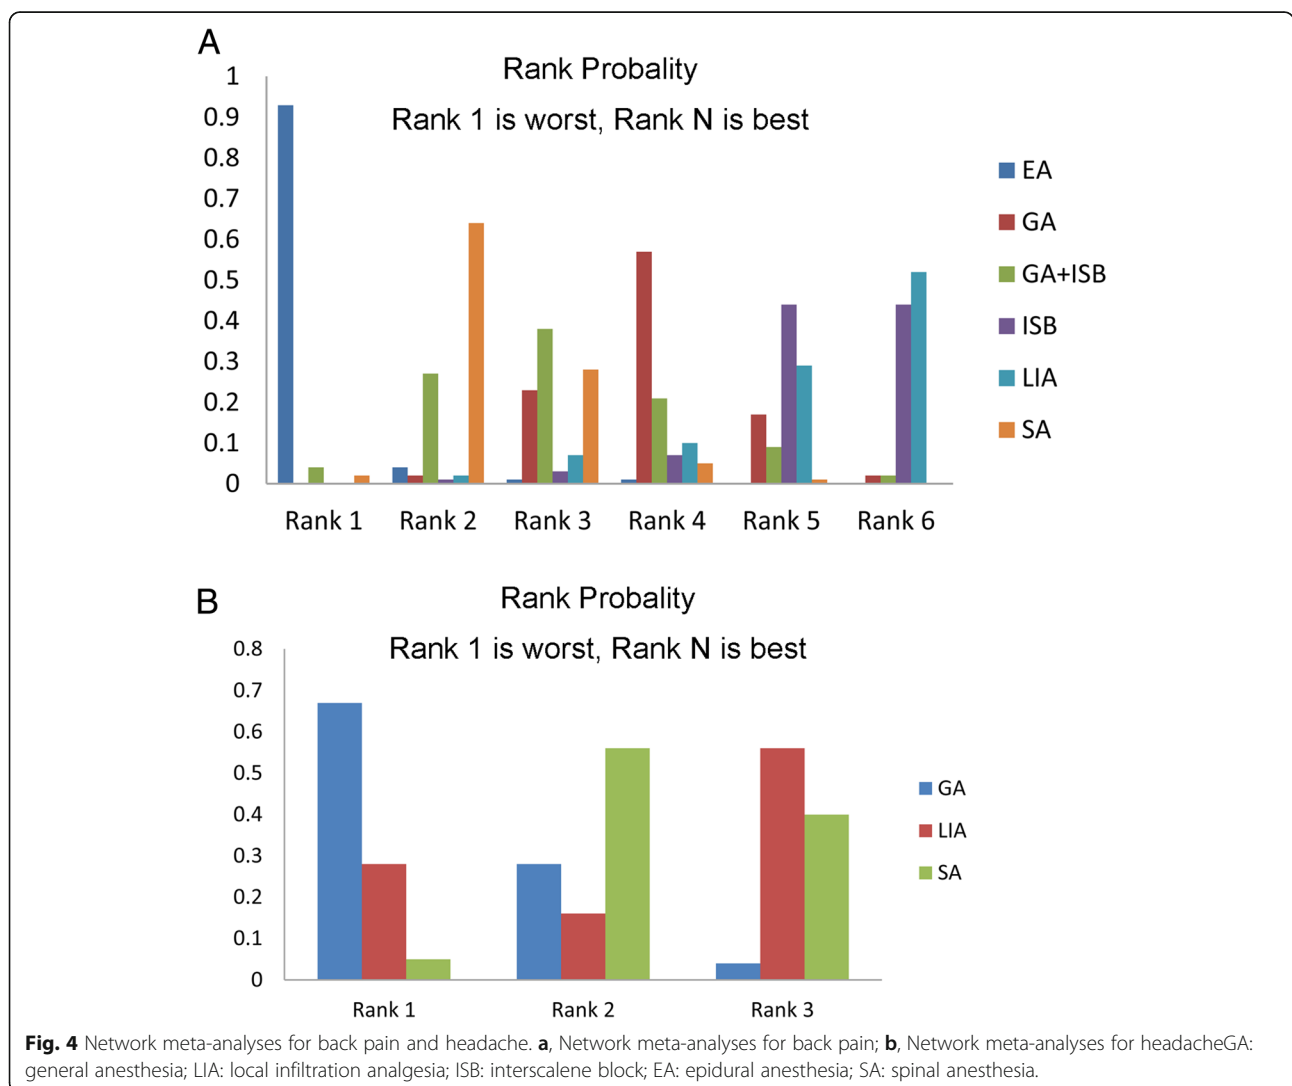 A
Rank Probality
Rank 1 is worst, Rank N is best
1
0.9
0.8
0.7
0.6
0.5
0.4
0.3
0.2
0.1
0
Rank 1 Rank 2 Rank 3 Rank 4 Rank 5 Rank 6
EA
GA
GA+ISB
ISB
LIA
SA
B
Rank Probality
Rank 1 is worst, Rank N is best
0.8
0.7
0.6
0.5
0.4
0.3
0.2
0.1
0
Rank 1 Rank 2 Rank 3
GA
LIA
SA
Fig. 4 Network meta-analyses for back pain and headache. a, Network meta-analyses for back pain; b, Network meta-analyses for headacheGA:
general anesthesia; LIA: local infiltration analgesia; ISB: interscalene block; EA: epidural anesthesia; SA: spinal anesthesia.